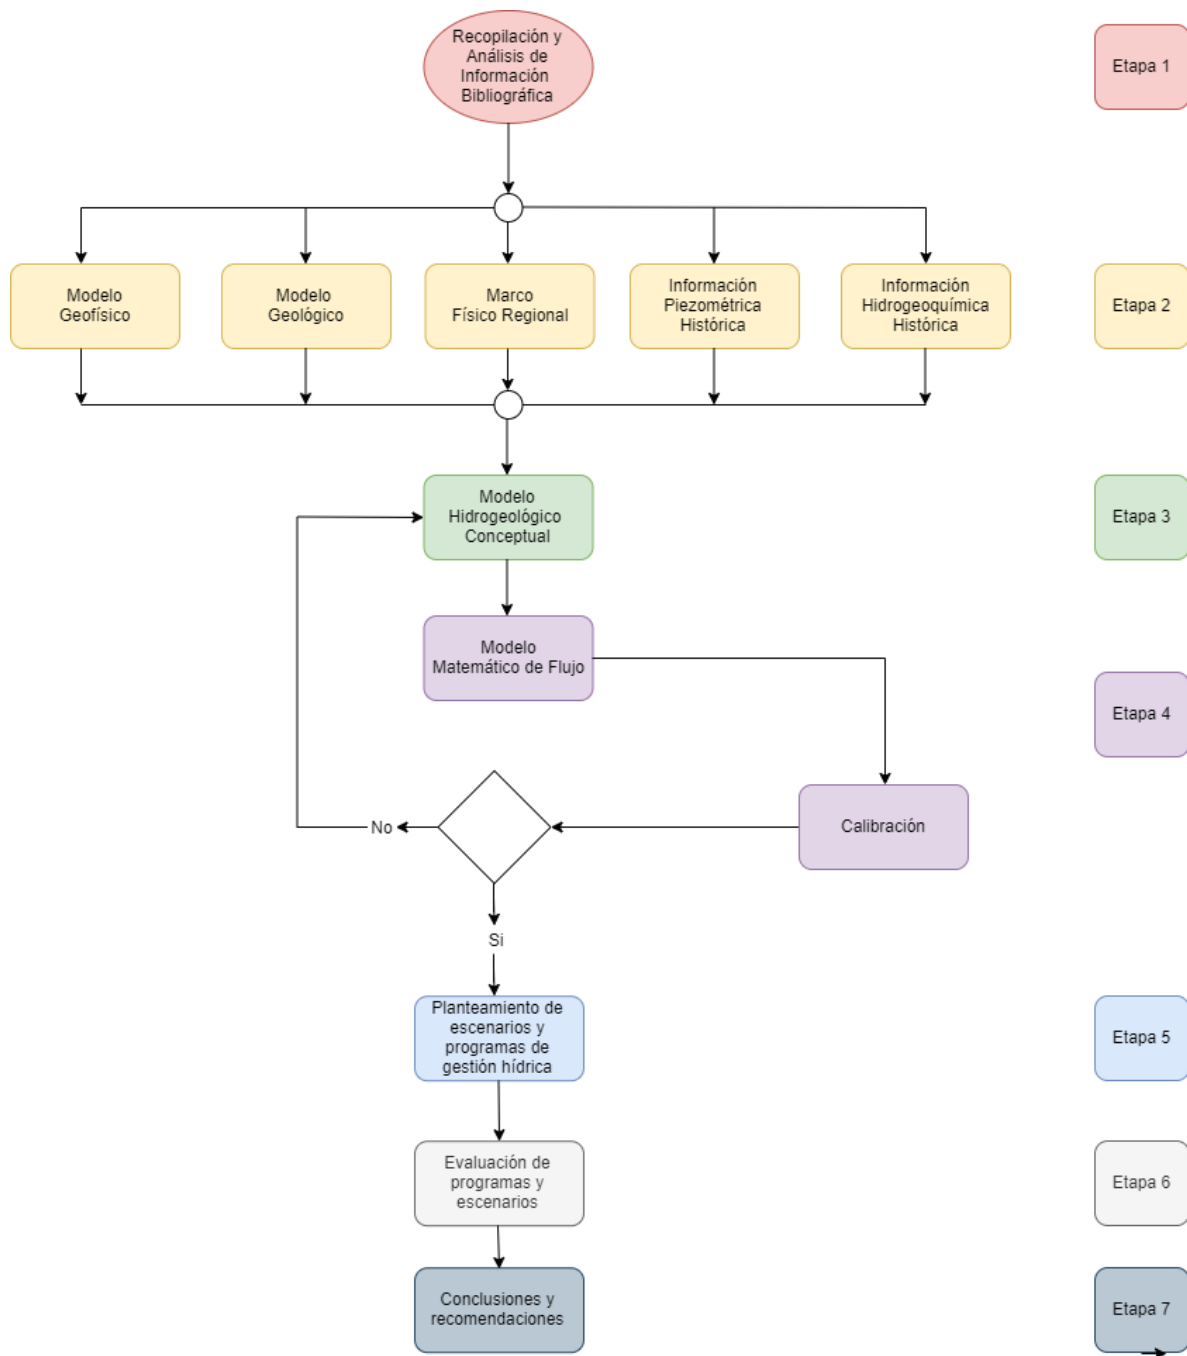 Recopilación y
Análisis de
Información
Bibliográfica
Etapa 1
Modelo
Geofísico
Modelo
Geológico
Marco
Físico Regional
Información
Piezométrica
Histórica
Información
Hidrogeoquímica
Histórica
Etapa 2
Modelo
Hidrogeológico
Conceptual
Etapa 3
Modelo
Matemático de Flujo
Etapa 4
Calibración
No
Si
Planteamiento de
escenarios y
programas de
gestión hídrica
Etapa 5
Evaluación de
programas y
escenarios
Etapa 6
Conclusiones y
recomendaciones
Etapa 7